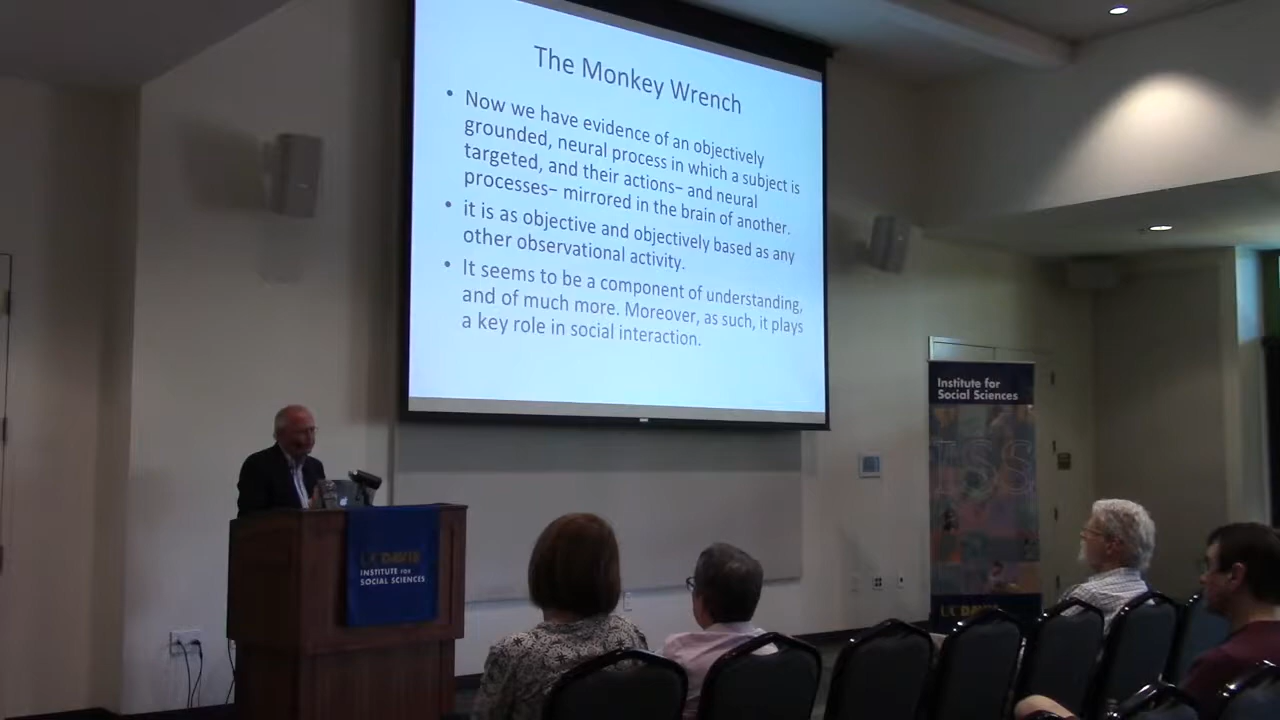 The Monkey Wrench
• Now we have evidence of an objectively
grounded, neural process in which a subject is
targeted, and their actions– and neural
processes– mirrored in the brain of another.
• it is as objective and objectively based as any
other observational activity.
• It seems to be a component of understanding,
and of much more. Moreover, as such, it plays
a key role in social interaction.
Institute for
Social Sciences
ISS
UC DAVIS
UC DAVIS
INSTITUTE FOR
SOCIAL SCIENCES